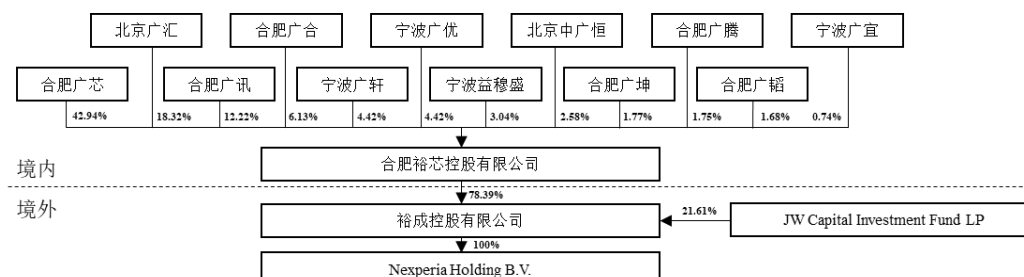 北京广汇
合肥广合
宁波广优
北京中广恒
合肥广腾
宁波广宜
合肥广芯
合肥广讯
宁波广轩
宁波益穆盛
合肥广坤
合肥广韬
42.94%
18.32%
12.22%
6.13%
4.42%
4.42%
3.04%
2.58%
1.77%
1.75%
1.68%
0.74%
境内
合肥裕芯控股有限公司
78.39%
境外
裕成控股有限公司
21.61%
JW Capital Investment Fund LP
100%
Nexperia Holding B.V.